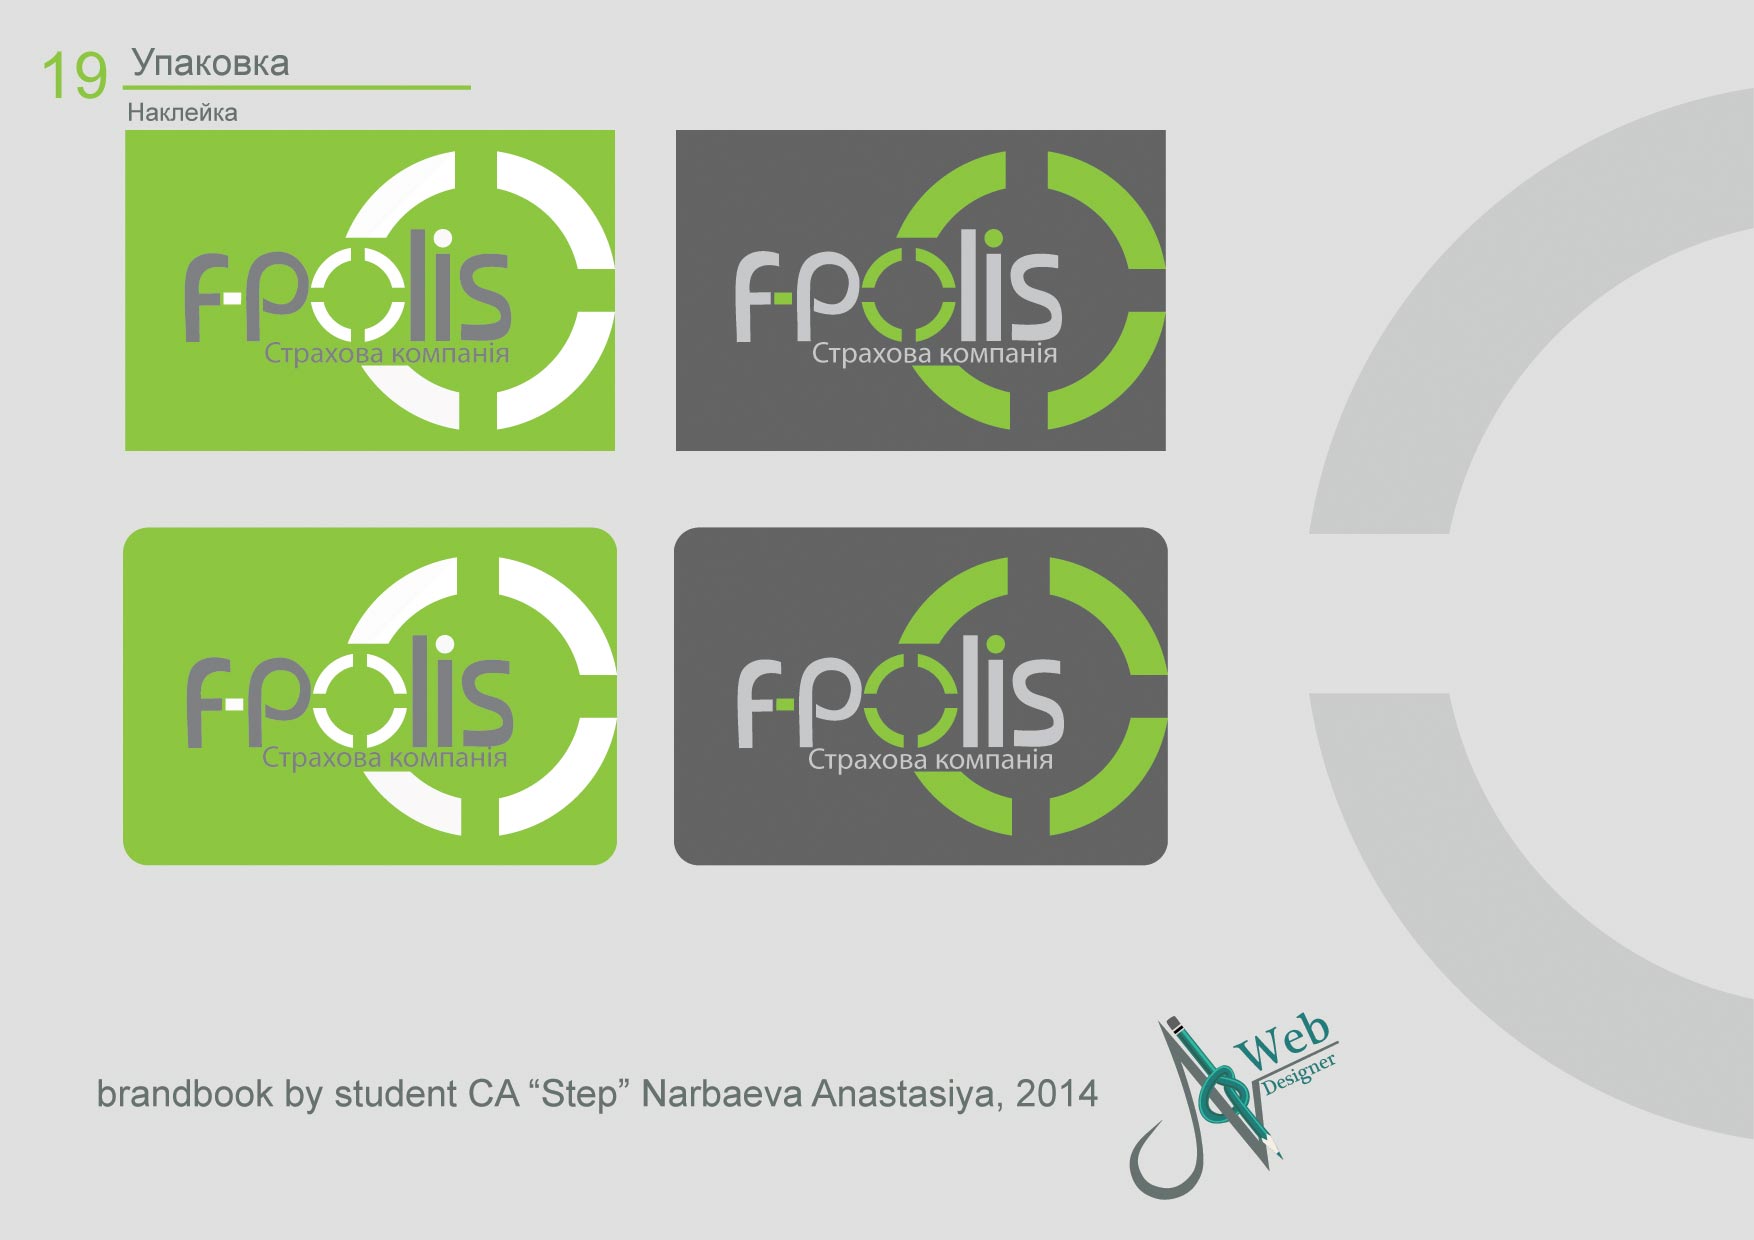 19 Упаковка
Наклейка
F-polis
Страхова компанія
F-polis
Страхова компанія
F-polis
Страхова компанія
F-polis
Страхова компанія
brandbook by student CA “Step” Narbaeva Anastasiya, 2014
Web
Designer